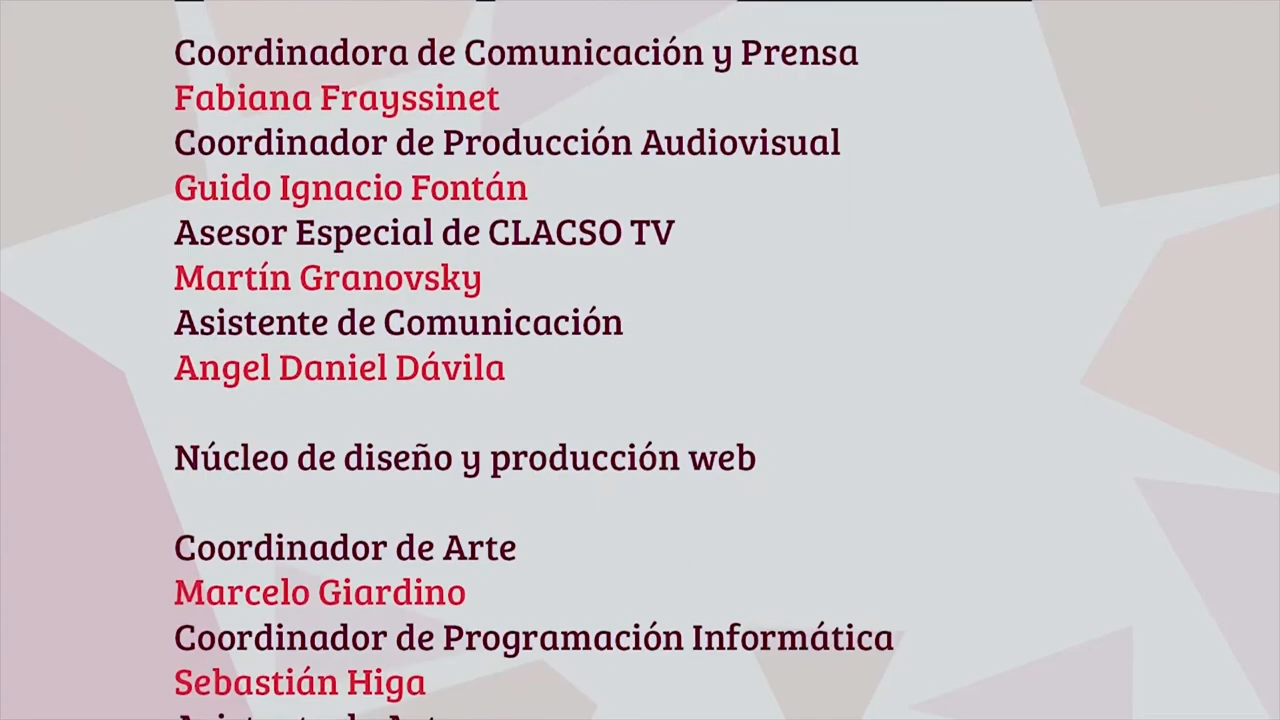 Coordinadora de Comunicación y Prensa
Fabiana Frayssinet
Coordinador de Producción Audiovisual
Guido Ignacio Fontán
Asesor Especial de CLACSO TV
Martín Granovsky
Asistente de Comunicación
Angel Daniel Dávila
Núcleo de diseño y producción web
Coordinador de Arte
Marcelo Giardino
Coordinador de Programación Informática
Sebastián Higa